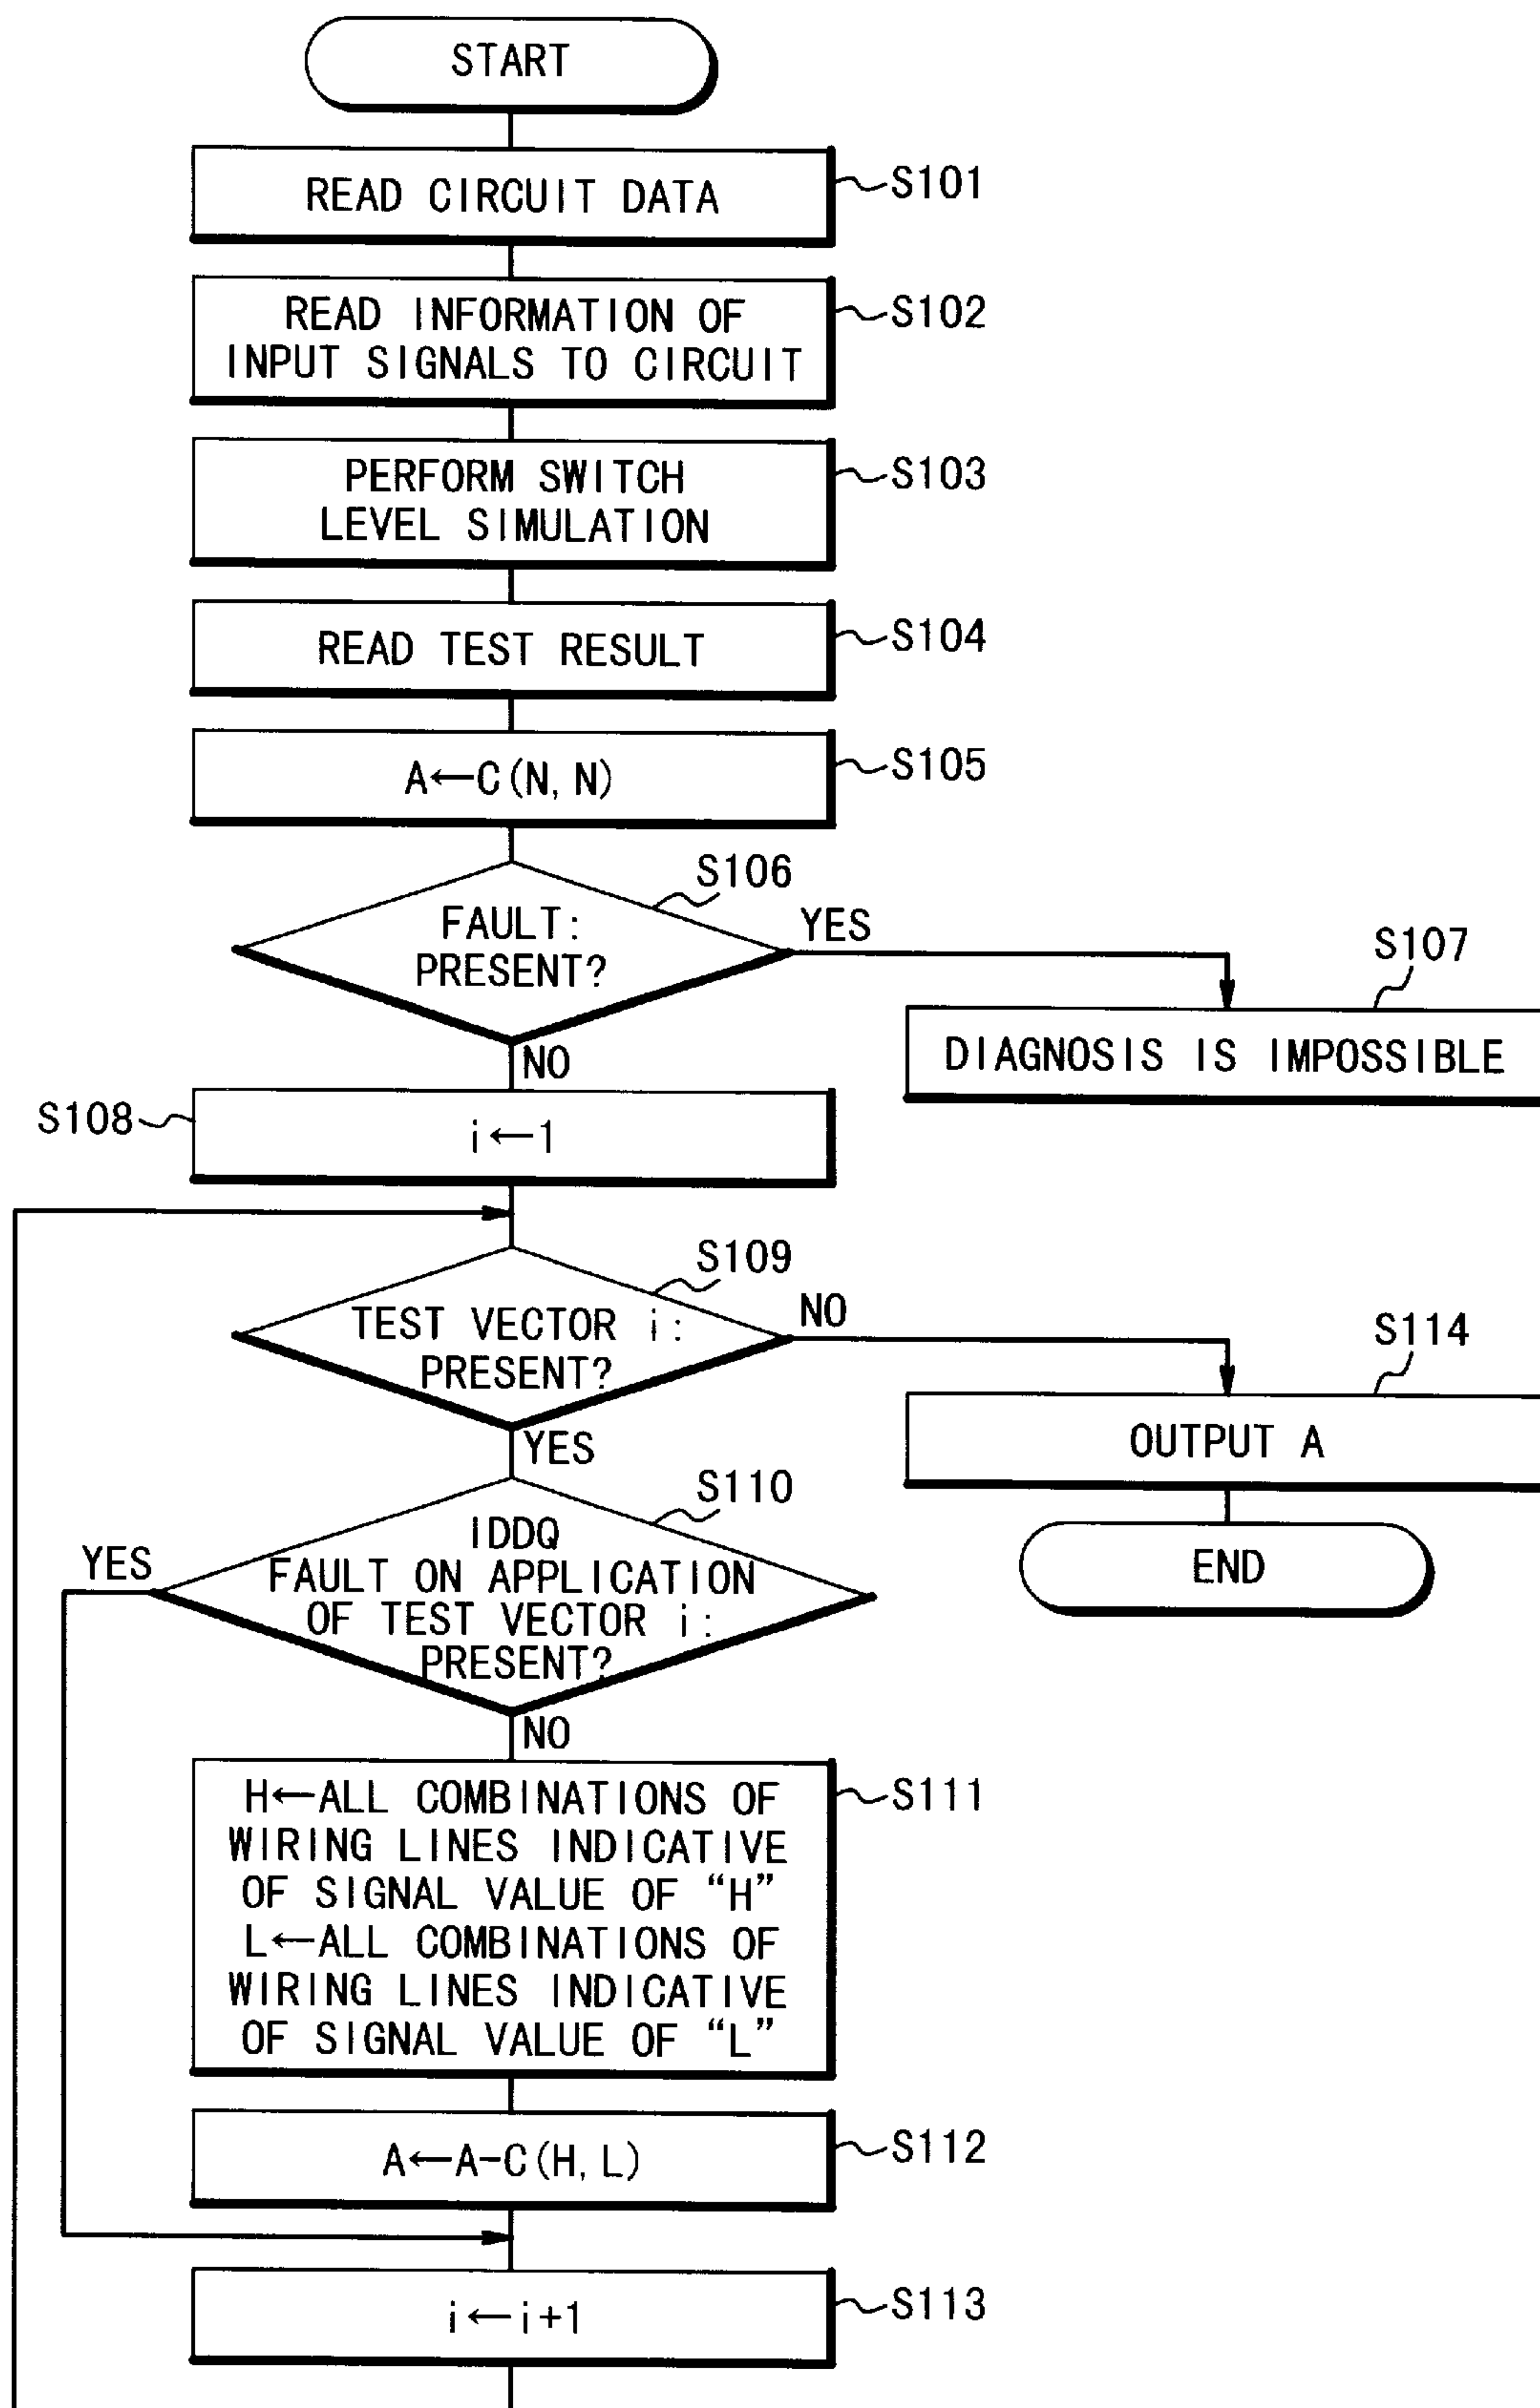 START
READ CIRCUIT DATA
S101
READ INFORMATION OF
INPUT SIGNALS TO CIRCUIT
S102
PERFORM SWITCH
LEVEL SIMULATION
S103
READ TEST RESULT
S104
A←C(N,N)
S105
S106
FAULT:
PRESENT?
YES
NO
S107
DIAGNOSIS IS IMPOSSIBLE
S108
i←1
S109
TEST VECTOR i:
PRESENT?
NO
YES
S114
OUTPUT A
END
S110
IDDQ
FAULT ON APPLICATION
OF TEST VECTOR i:
PRESENT?
YES
NO
H←ALL COMBINATIONS OF
WIRING LINES INDICATIVE
OF SIGNAL VALUE OF “H”
L←ALL COMBINATIONS OF
WIRING LINES INDICATIVE
OF SIGNAL VALUE OF “L”
S111
A←A-C(H,L)
S112
i←i+1
S113